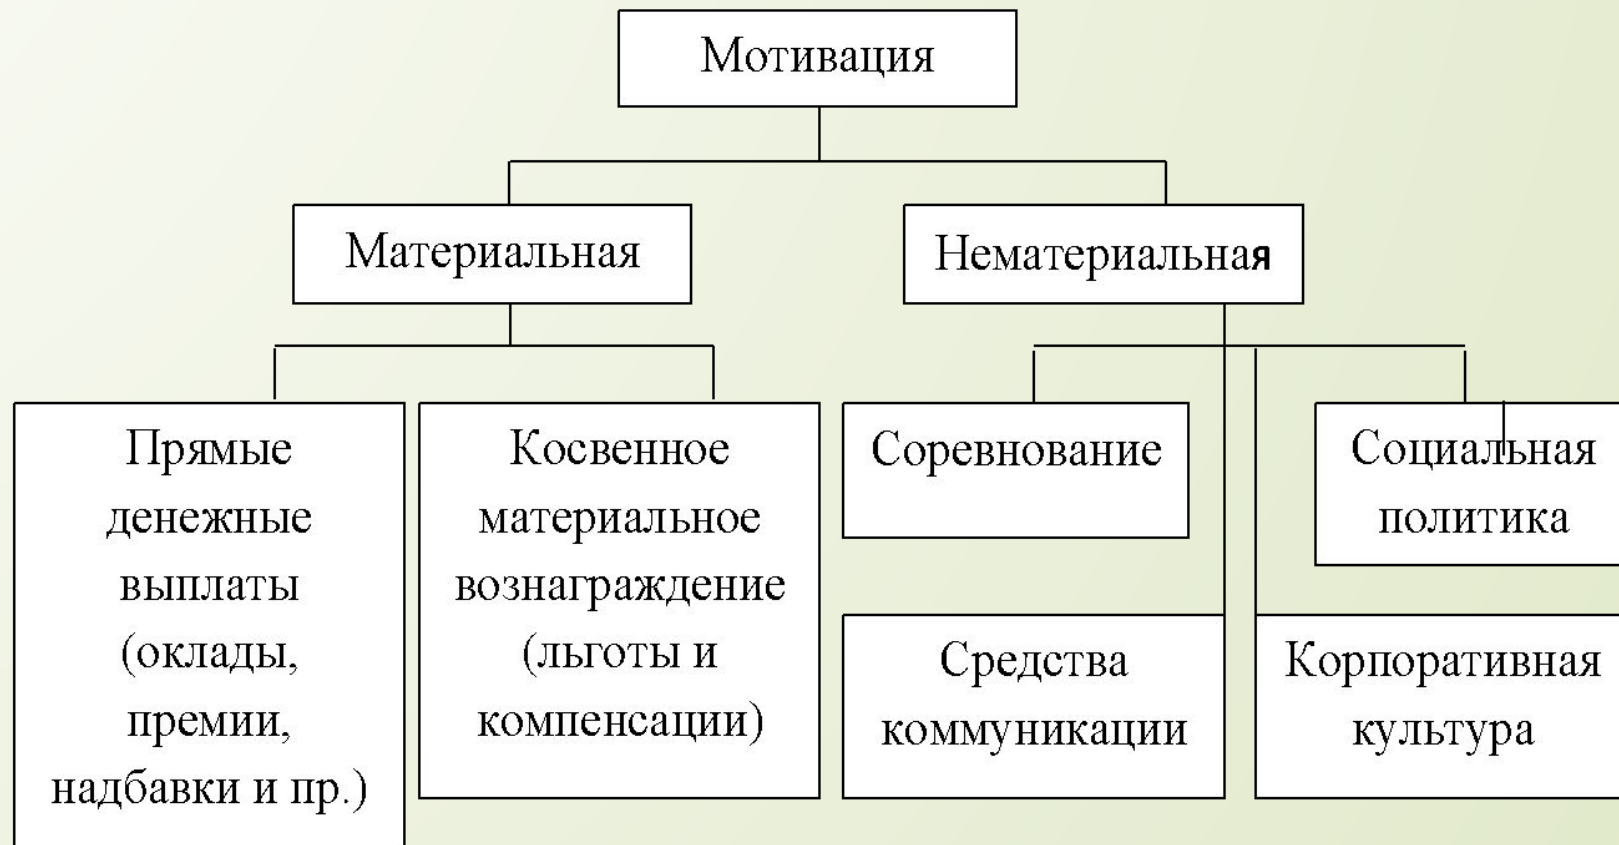 Мотивация
Материальная
Нематериальная
Прямые
денежные
выплаты
(оклады,
премии,
надбавки и пр.)
Косвенное
материальное
вознаграждение
(льготы и
компенсации)
Соревнование
Социальная
политика
Средства
коммуникации
Корпоративная
культура